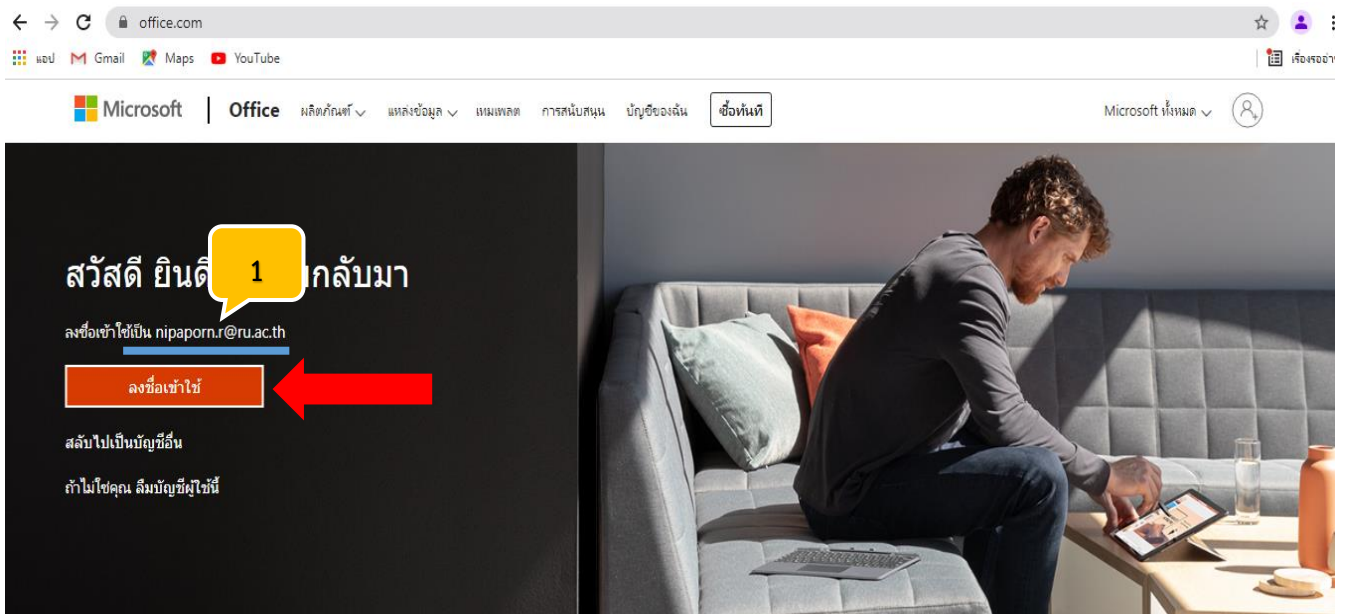 office.com
แอป Gmail Maps YouTube
Microsoft Office ผลิตภัณฑ์ แหล่งข้อมูล เทมเพลต การสนับสนุน บัญชีของฉัน ซื้อทันที Microsoft ทั้งหมด
สวัสดี 1 กลับมา
ลงชื่อเข้าใช้เป็น nipaporn.r@ru.ac.th
ลงชื่อเข้าใช้
สลับไปเป็นบัญชีอื่น
ถ้าไม่ใช่คุณ ลืมบัญชีผู้ใช้นี้